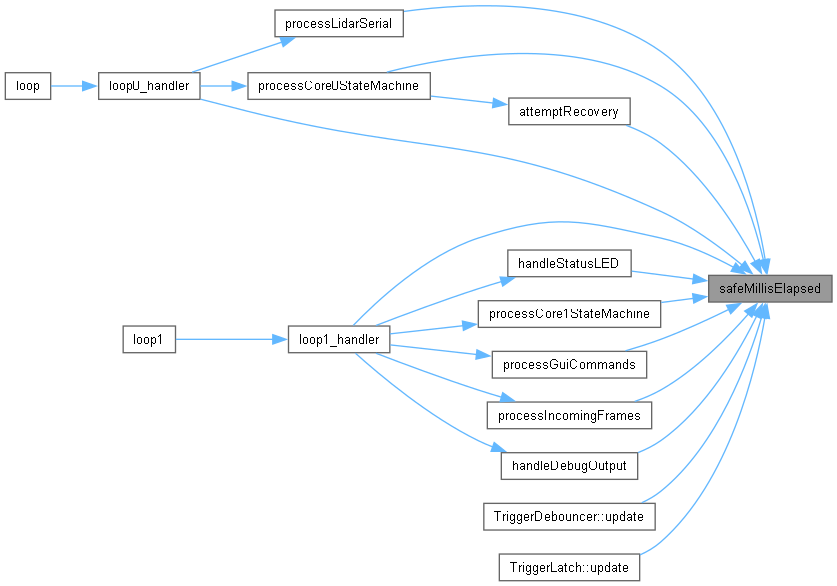 processLidarSerial
loop
loop0_handler
processCore0StateMachine
attemptRecovery
handleStatusLED
safeMillisElapsed
processCore1StateMachine
loop1
loop1_handler
processGuiCommands
processIncomingFrames
handleDebugOutput
TriggerDebouncer::update
TriggerLatch::update